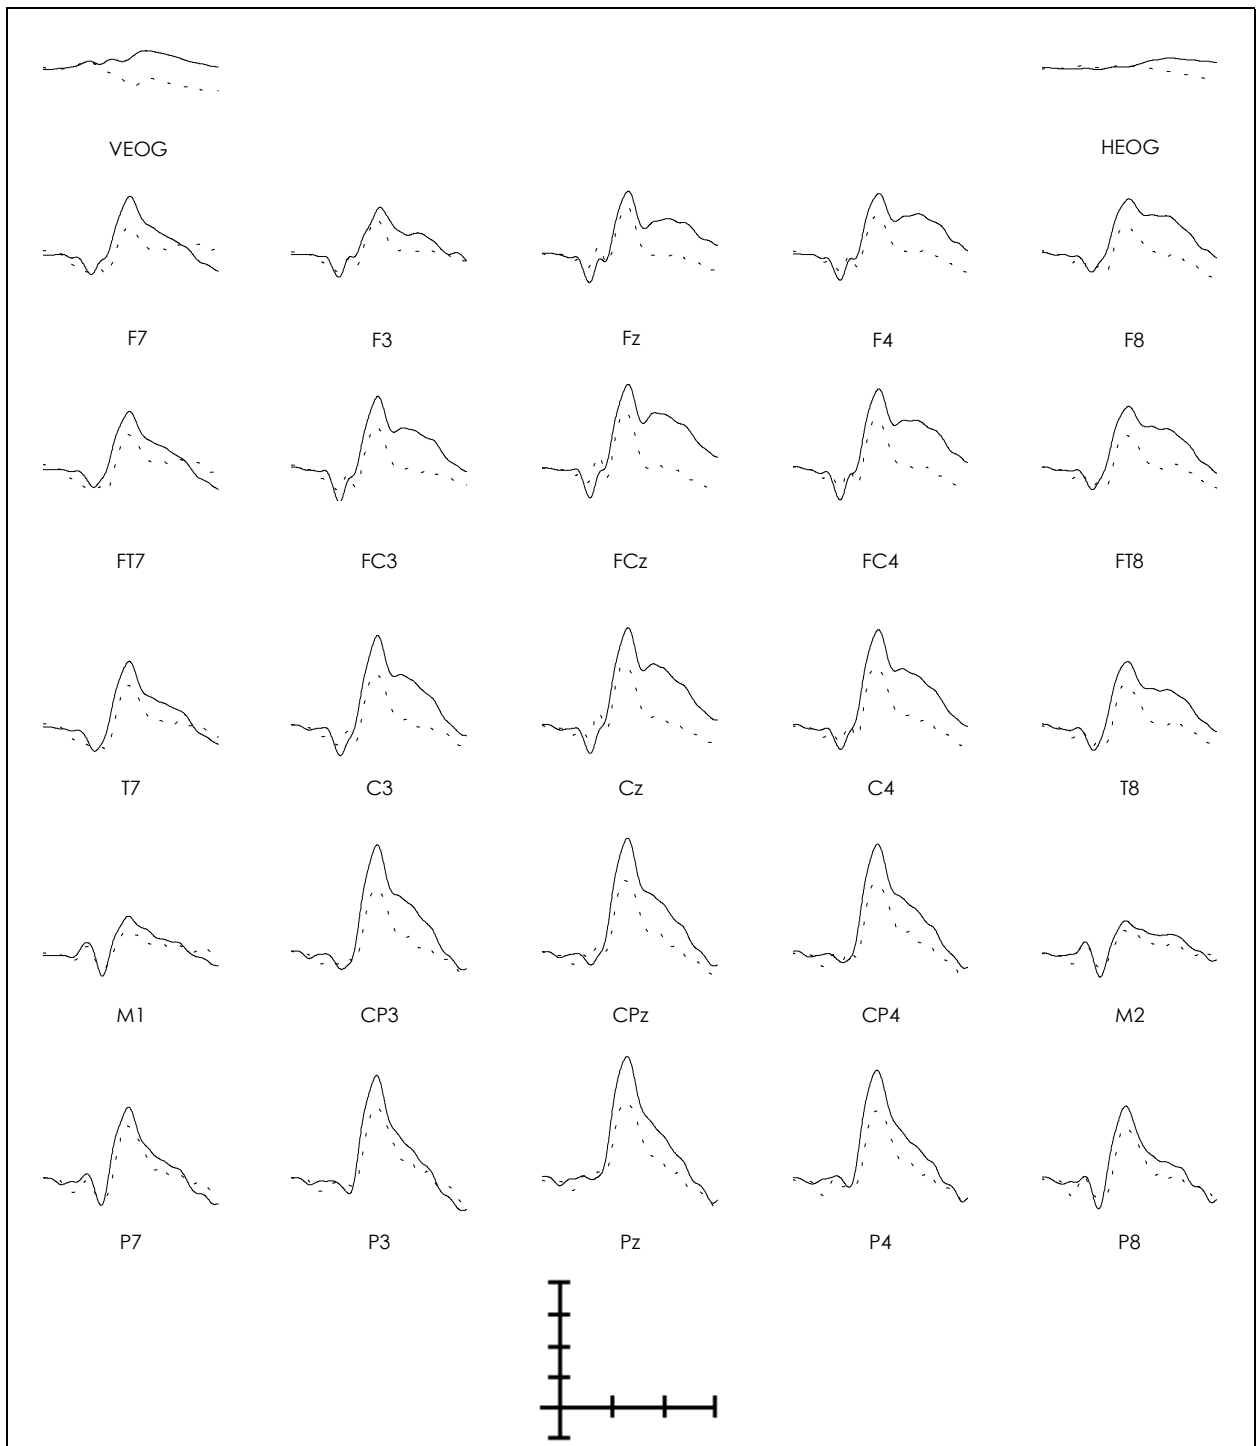 VEOG HEOG
F7 F3 Fz F4 F8
FT7 FC3 FCz FC4 FT8
T7 C3 Cz C4 T8
M1 CP3 CPz CP4 M2
P7 P3 Pz P4 P8